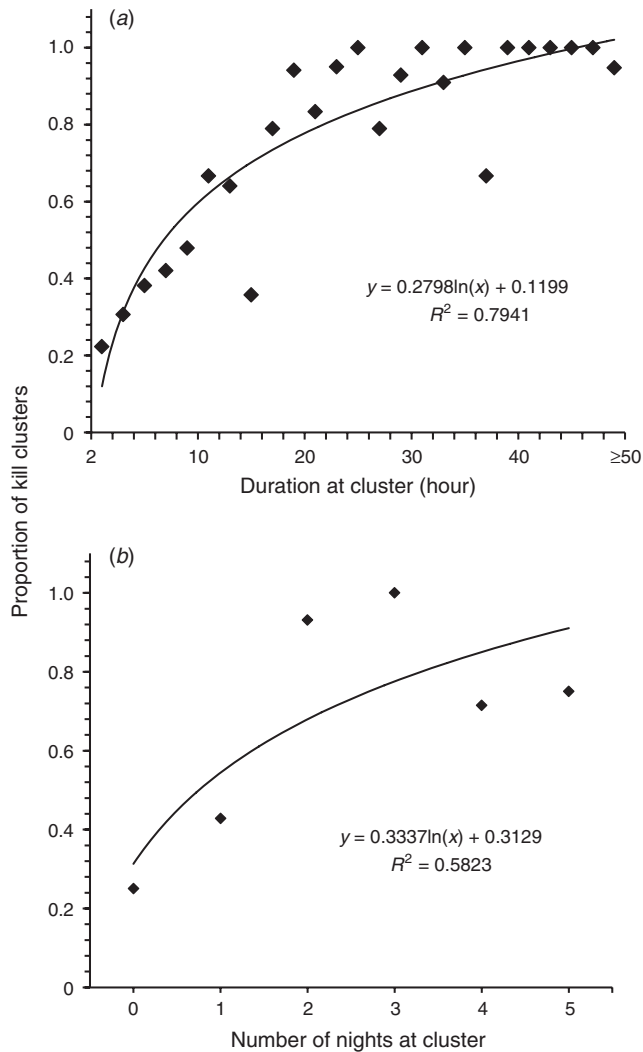 (a)
1.0
0.8
0.6
0.4
0.2
0
y = 0.2798ln(x) + 0.1199
R² = 0.7941
2 10 20 30 40 ≥50
Duration at cluster (hour)
Proportion of kill clusters
(b)
1.0
0.8
0.6
0.4
0.2
0
y = 0.3337ln(x) + 0.3129
R² = 0.5823
0 1 2 3 4 5
Number of nights at cluster